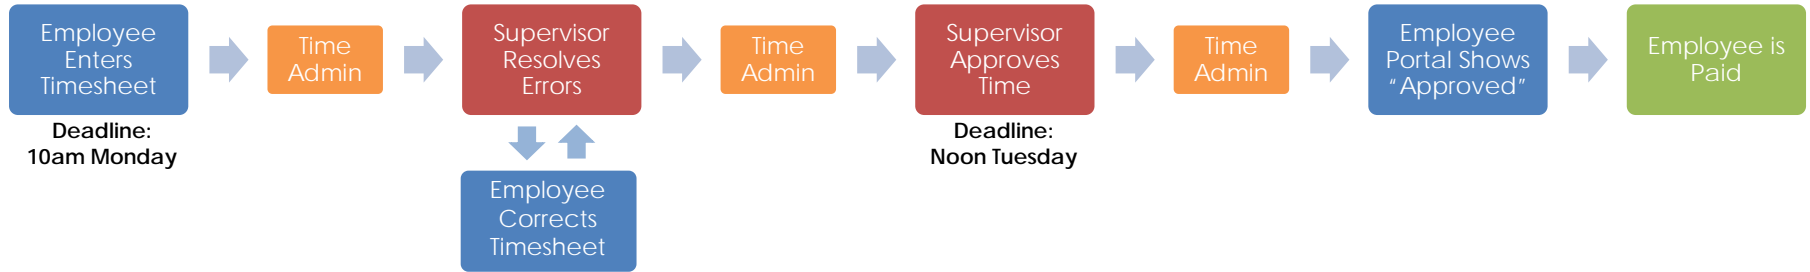 Employee
Enters
Timesheet
Deadline:
10am Monday
Time
Admin
Supervisor
Resolves
Errors
Employee
Corrects
Timesheet
Time
Admin
Supervisor
Approves
Time
Deadline:
Noon Tuesday
Time
Admin
Employee
Portal Shows
“Approved”
Employee is
Paid